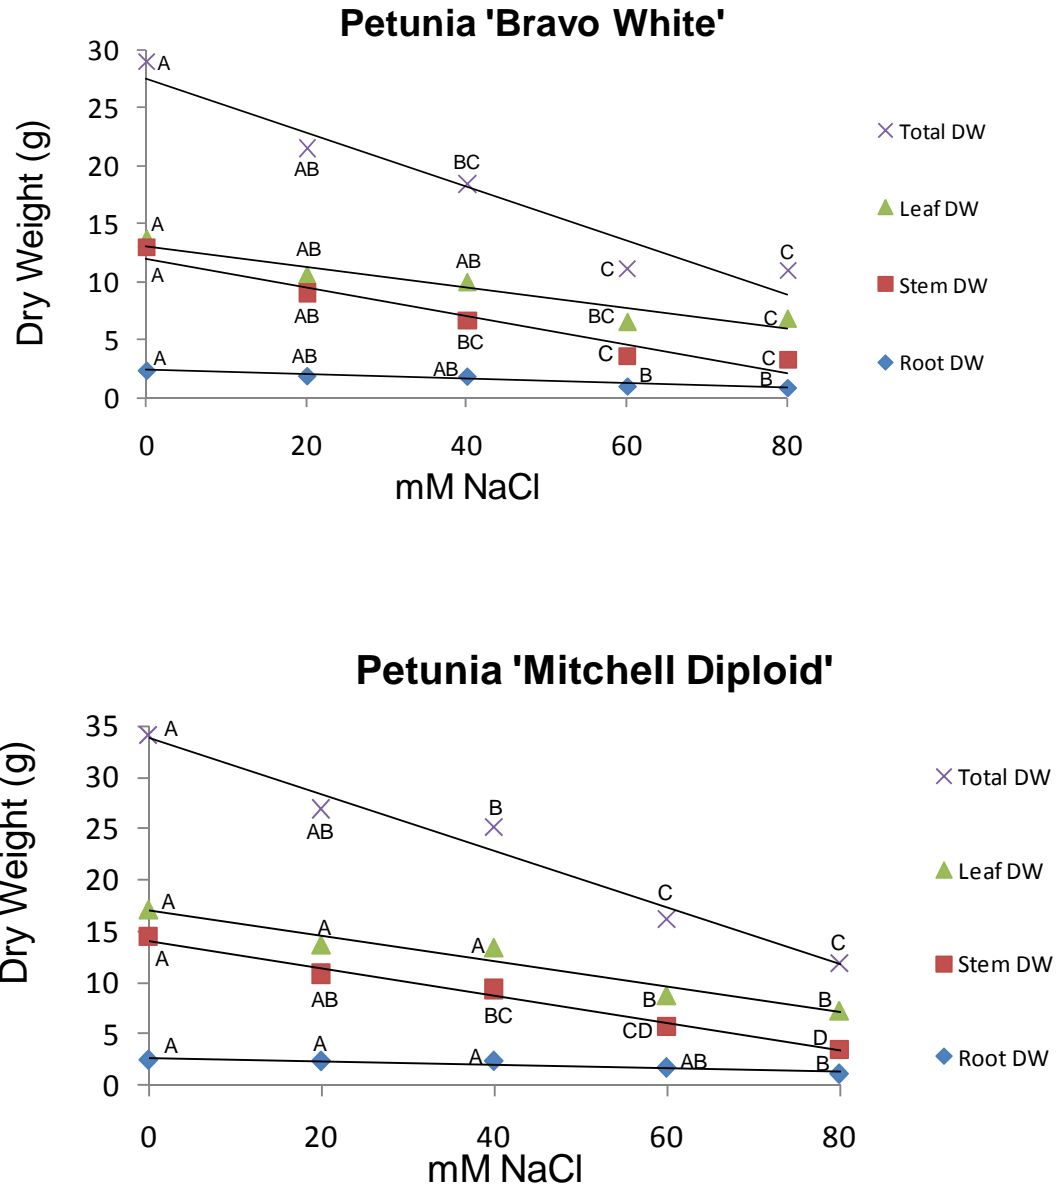 Petunia 'Bravo White'
Dry Weight (g)
30
25
20
15
10
5
0
A
AB
BC
C
C
A
AB
AB
BC
C
A
AB
BC
C
C
A
AB
AB
B
B
0 20 40 60 80
mM NaCl
Total DW
Leaf DW
Stem DW
Root DW
Petunia 'Mitchell Diploid'
Dry Weight (g)
35
30
25
20
15
10
5
0
A
AB
B
C
C
A
A
A
B
B
A
AB
BC
CD
D
A
A
A
AB
B
0 20 40 60 80
mM NaCl
Total DW
Leaf DW
Stem DW
Root DW